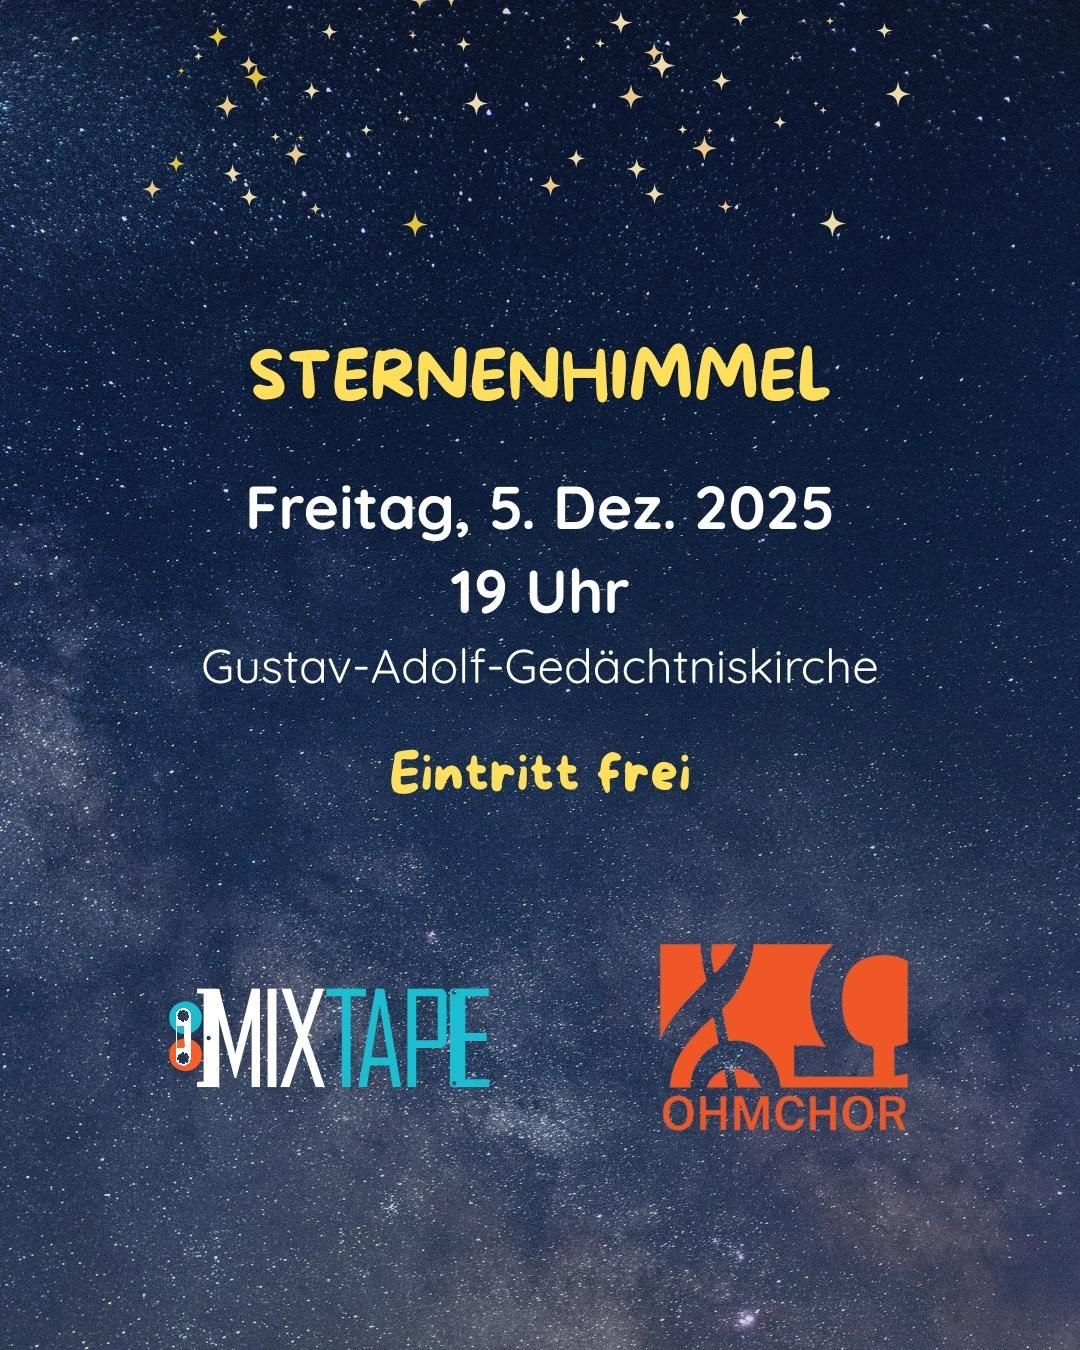 STERNENHIMMEL
Freitag, 5. Dez. 2025
19 Uhr
Gustav-Adolf-Gedächtniskirche
Eintritt frei
MIXTAPE
OHMCHOR